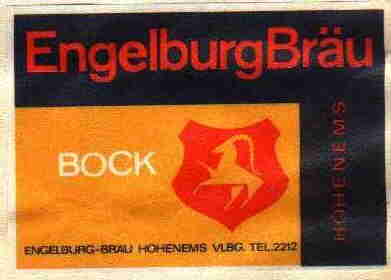 EngelburgBräu
BOCK
HOHENEMS
ENGELBURG-BRÄU HOHENEMS VLBG. TEL.2212